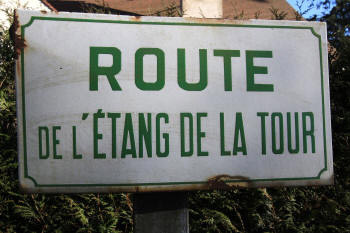 ROUTE
DE L'ÉTANG DE LA TOUR